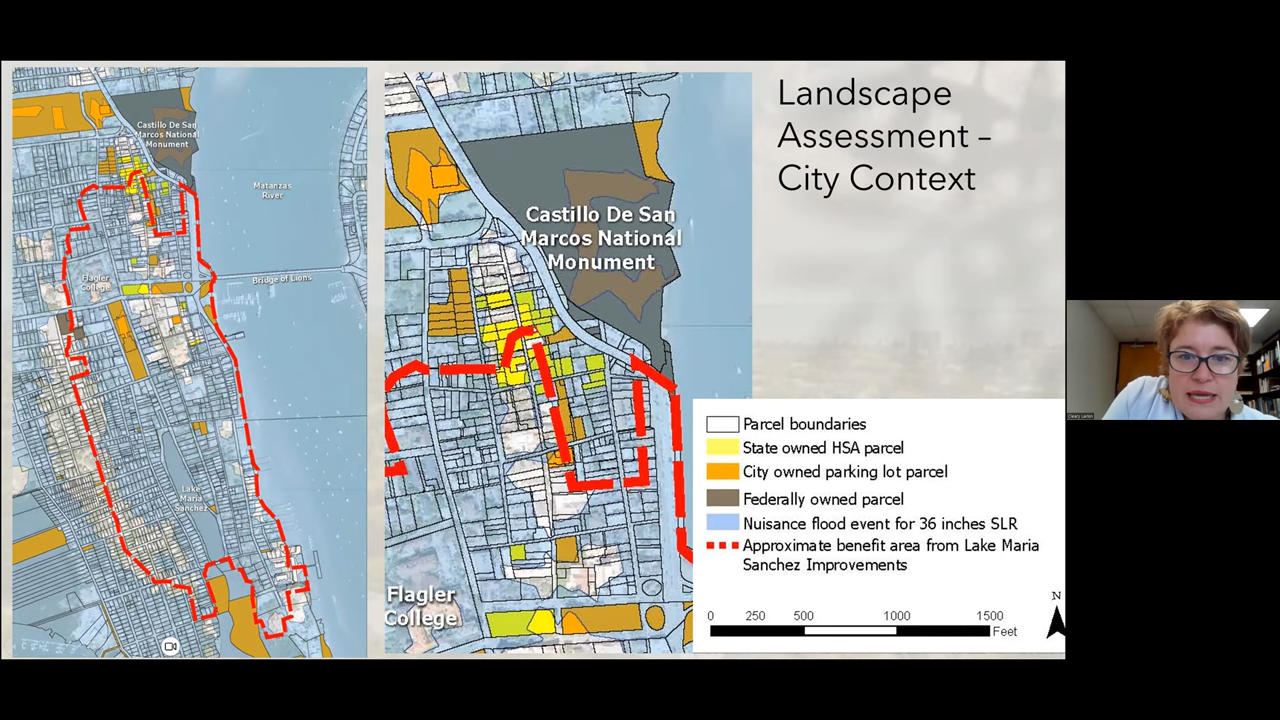 Castillo De San
Marcos National
Monument
Matanzas
River
Flagler
College
Bridge of Lions
Lake
Maria
Sanchez
Castillo De San
Marcos National
Monument
Flagler
College
Landscape
Assessment –
City Context
Parcel boundaries
State owned HSA parcel
City owned parking lot parcel
Federally owned parcel
Nuisance flood event for 36 inches SLR
Approximate benefit area from Lake Maria
Sanchez Improvements
N
0 250 500 1000 1500
Feet
Cleary Larkin